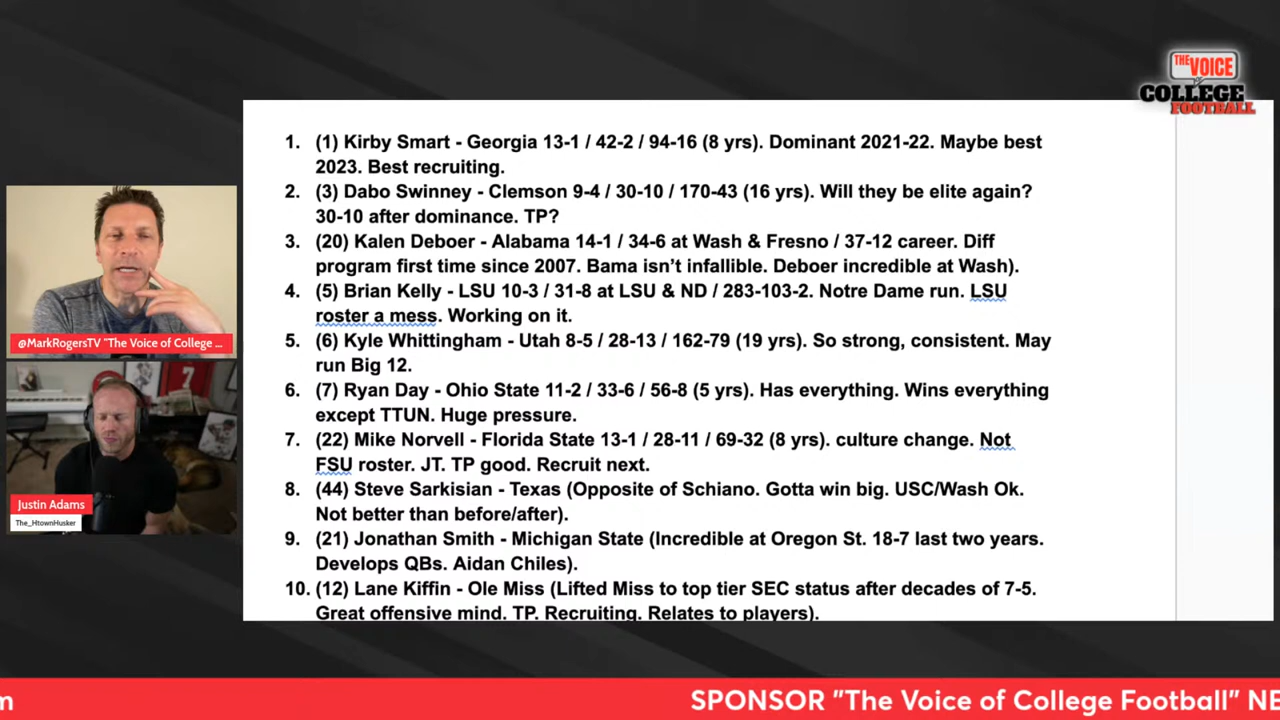 THE VOICE
of
COLLEGE
FOOTBALL
1. (1) Kirby Smart - Georgia 13-1 / 42-2 / 94-16 (8 yrs). Dominant 2021-22. Maybe best
2023. Best recruiting.
2. (3) Dabo Swinney - Clemson 9-4 / 30-10 / 170-43 (16 yrs). Will they be elite again?
30-10 after dominance. TP?
3. (20) Kalen Deboer - Alabama 14-1 / 34-6 at Wash & Fresno / 37-12 career. Diff
program first time since 2007. Bama isn't infallible. Deboer incredible at Wash).
4. (5) Brian Kelly - LSU 10-3 / 31-8 at LSU & ND / 283-103-2. Notre Dame run. LSU
roster a mess. Working on it.
5. (6) Kyle Whittingham - Utah 8-5 / 28-13 / 162-79 (19 yrs). So strong, consistent. May
run Big 12.
6. (7) Ryan Day - Ohio State 11-2 / 33-6 / 56-8 (5 yrs). Has everything. Wins everything
except TTUN. Huge pressure.
7. (22) Mike Norvell - Florida State 13-1 / 28-11 / 69-32 (8 yrs). culture change. Not
FSU roster. JT. TP good. Recruit next.
8. (44) Steve Sarkisian - Texas (Opposite of Schiano. Gotta win big. USC/Wash Ok.
Not better than before/after).
9. (21) Jonathan Smith - Michigan State (Incredible at Oregon St. 18-7 last two years.
Develops QBs. Aidan Chiles).
10. (12) Lane Kiffin - Ole Miss (Lifted Miss to top tier SEC status after decades of 7-5.
Great offensive mind. TP. Recruiting. Relates to players).
@MarkRogersTV "The Voice of College ...
7
Justin Adams
The_HtownHusker
m
SPONSOR "The Voice of College Football" NE